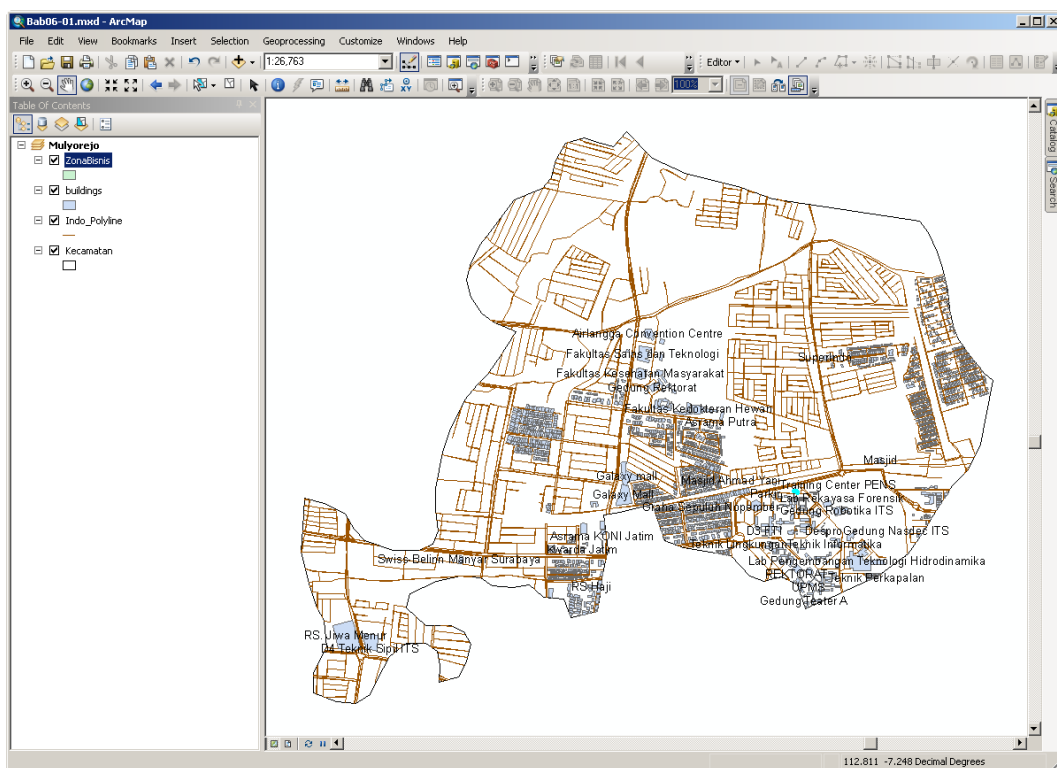 Bab06-01.mxd - ArcMap
File Edit View Bookmarks Insert Selection Geoprocessing Customize Windows Help
1:26,763
Editor
100%
Table Of Contents
Mulyorejo
ZonaBisnis
buildings
Indo_Polyline
Kecamatan
Catalog
Search
Airlangga Convention Centre
Fakultas Sains dan Teknologi
Superindo
Fakultas Kesehatan Masyarakat
Gedung Rektorat
Fakultas Kedokteran Hewan
Asrama Putra
Masjid
Galaxy mall
Masjid Ahmad Yani
Training Center PENS
Galaxy Mall
Parkir
Lab Rekayasa Forensik
Graha Sepuluh Nopember
Gedung Robotika ITS
D3 FTI
Despro Gedung Nasdec ITS
Asrama KONI Jatim
Teknik Lingkungan
Teknik Informatika
Kwarda Jatim
Swiss-Belinn Manyar Surabaya
Lab Pengembangan Teknologi Hidrodinamika
REKTORAT
Teknik Perkapalan
RS Haji
UPMS
Gedung Teater A
RS. Jiwa Menur
D4 Teknik Sipil ITS
112.811 -7.248 Decimal Degrees